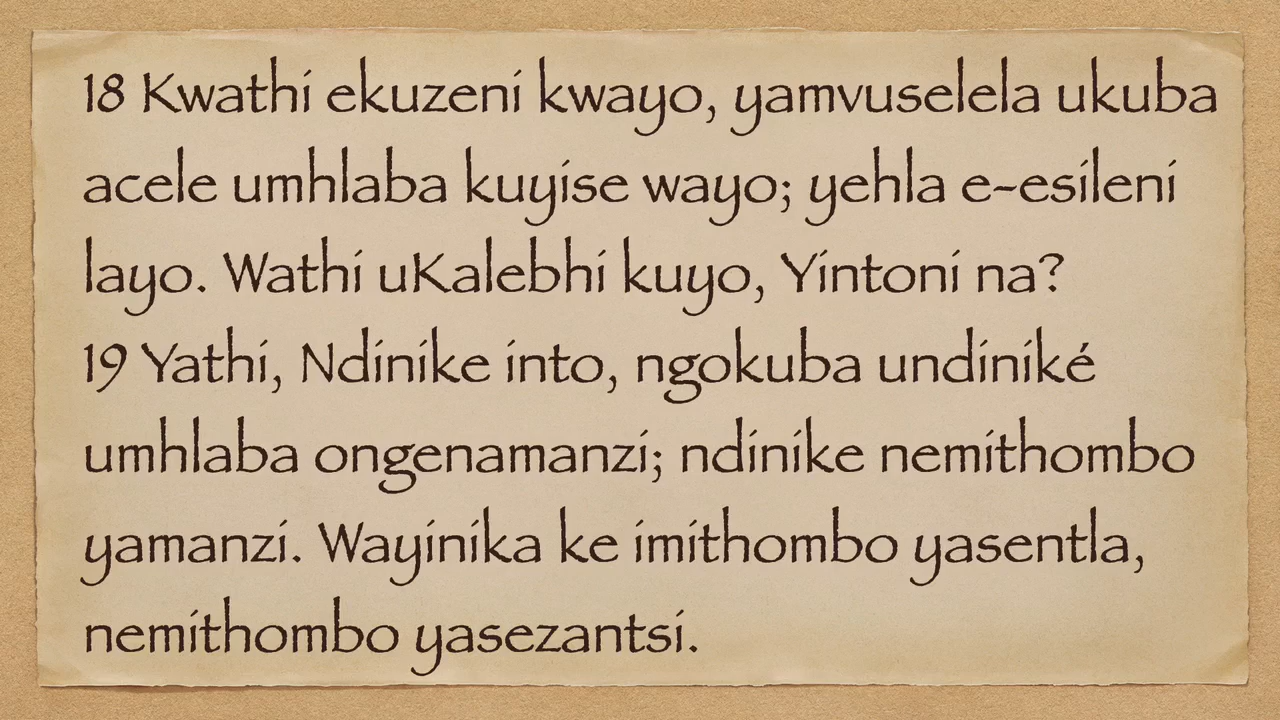 18 Kwathi ekuzeni kwayo, yamvuselela ukuba
acele umhlaba kuyise wayo; yehla e-esileni
layo. Wathi uKalebhi kuyo, Yintoni na?
19 Yathi, Ndinike into, ngokuba undiniké
umhlaba ongenamanzi; ndinike nemithombo
yamanzi. Wayinika ke imithombo yasentla,
nemithombo yasezantsi.